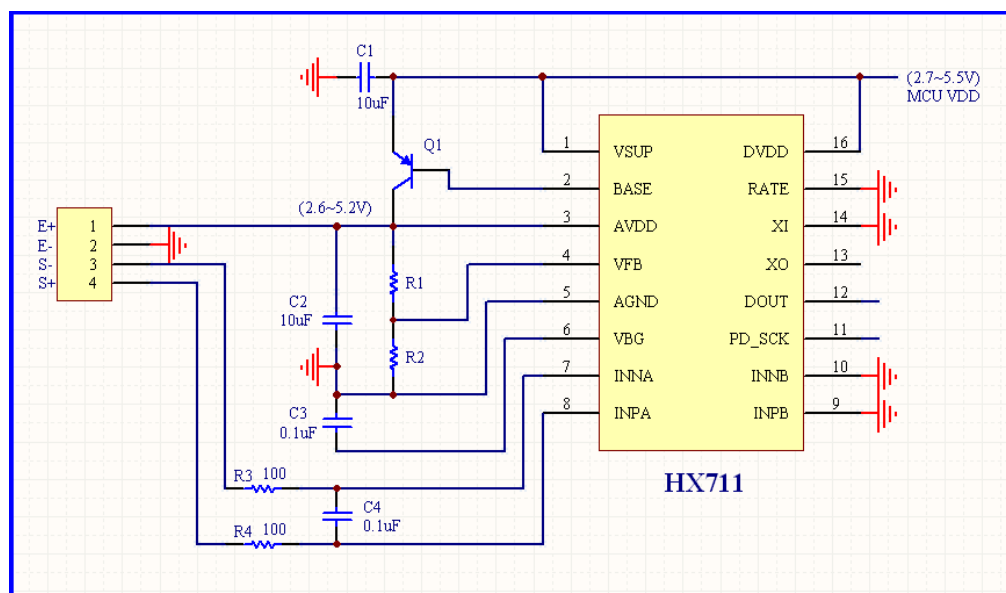 C1
10uF
(2.7~5.5V)
MCU VDD
Q1
1 VSUP DVDD 16
2 BASE RATE 15
(2.6~5.2V)
E+ 1
3 AVDD XI 14
E- 2
S- 3
4 VFB XO 13
S+ 4
R1
C2
10uF
5 AGND DOUT 12
6 VBG PD_SCK 11
R2
7 INNA INNB 10
C3
0.1uF
8 INPA INPB 9
R3 100
HX711
C4
0.1uF
R4 100